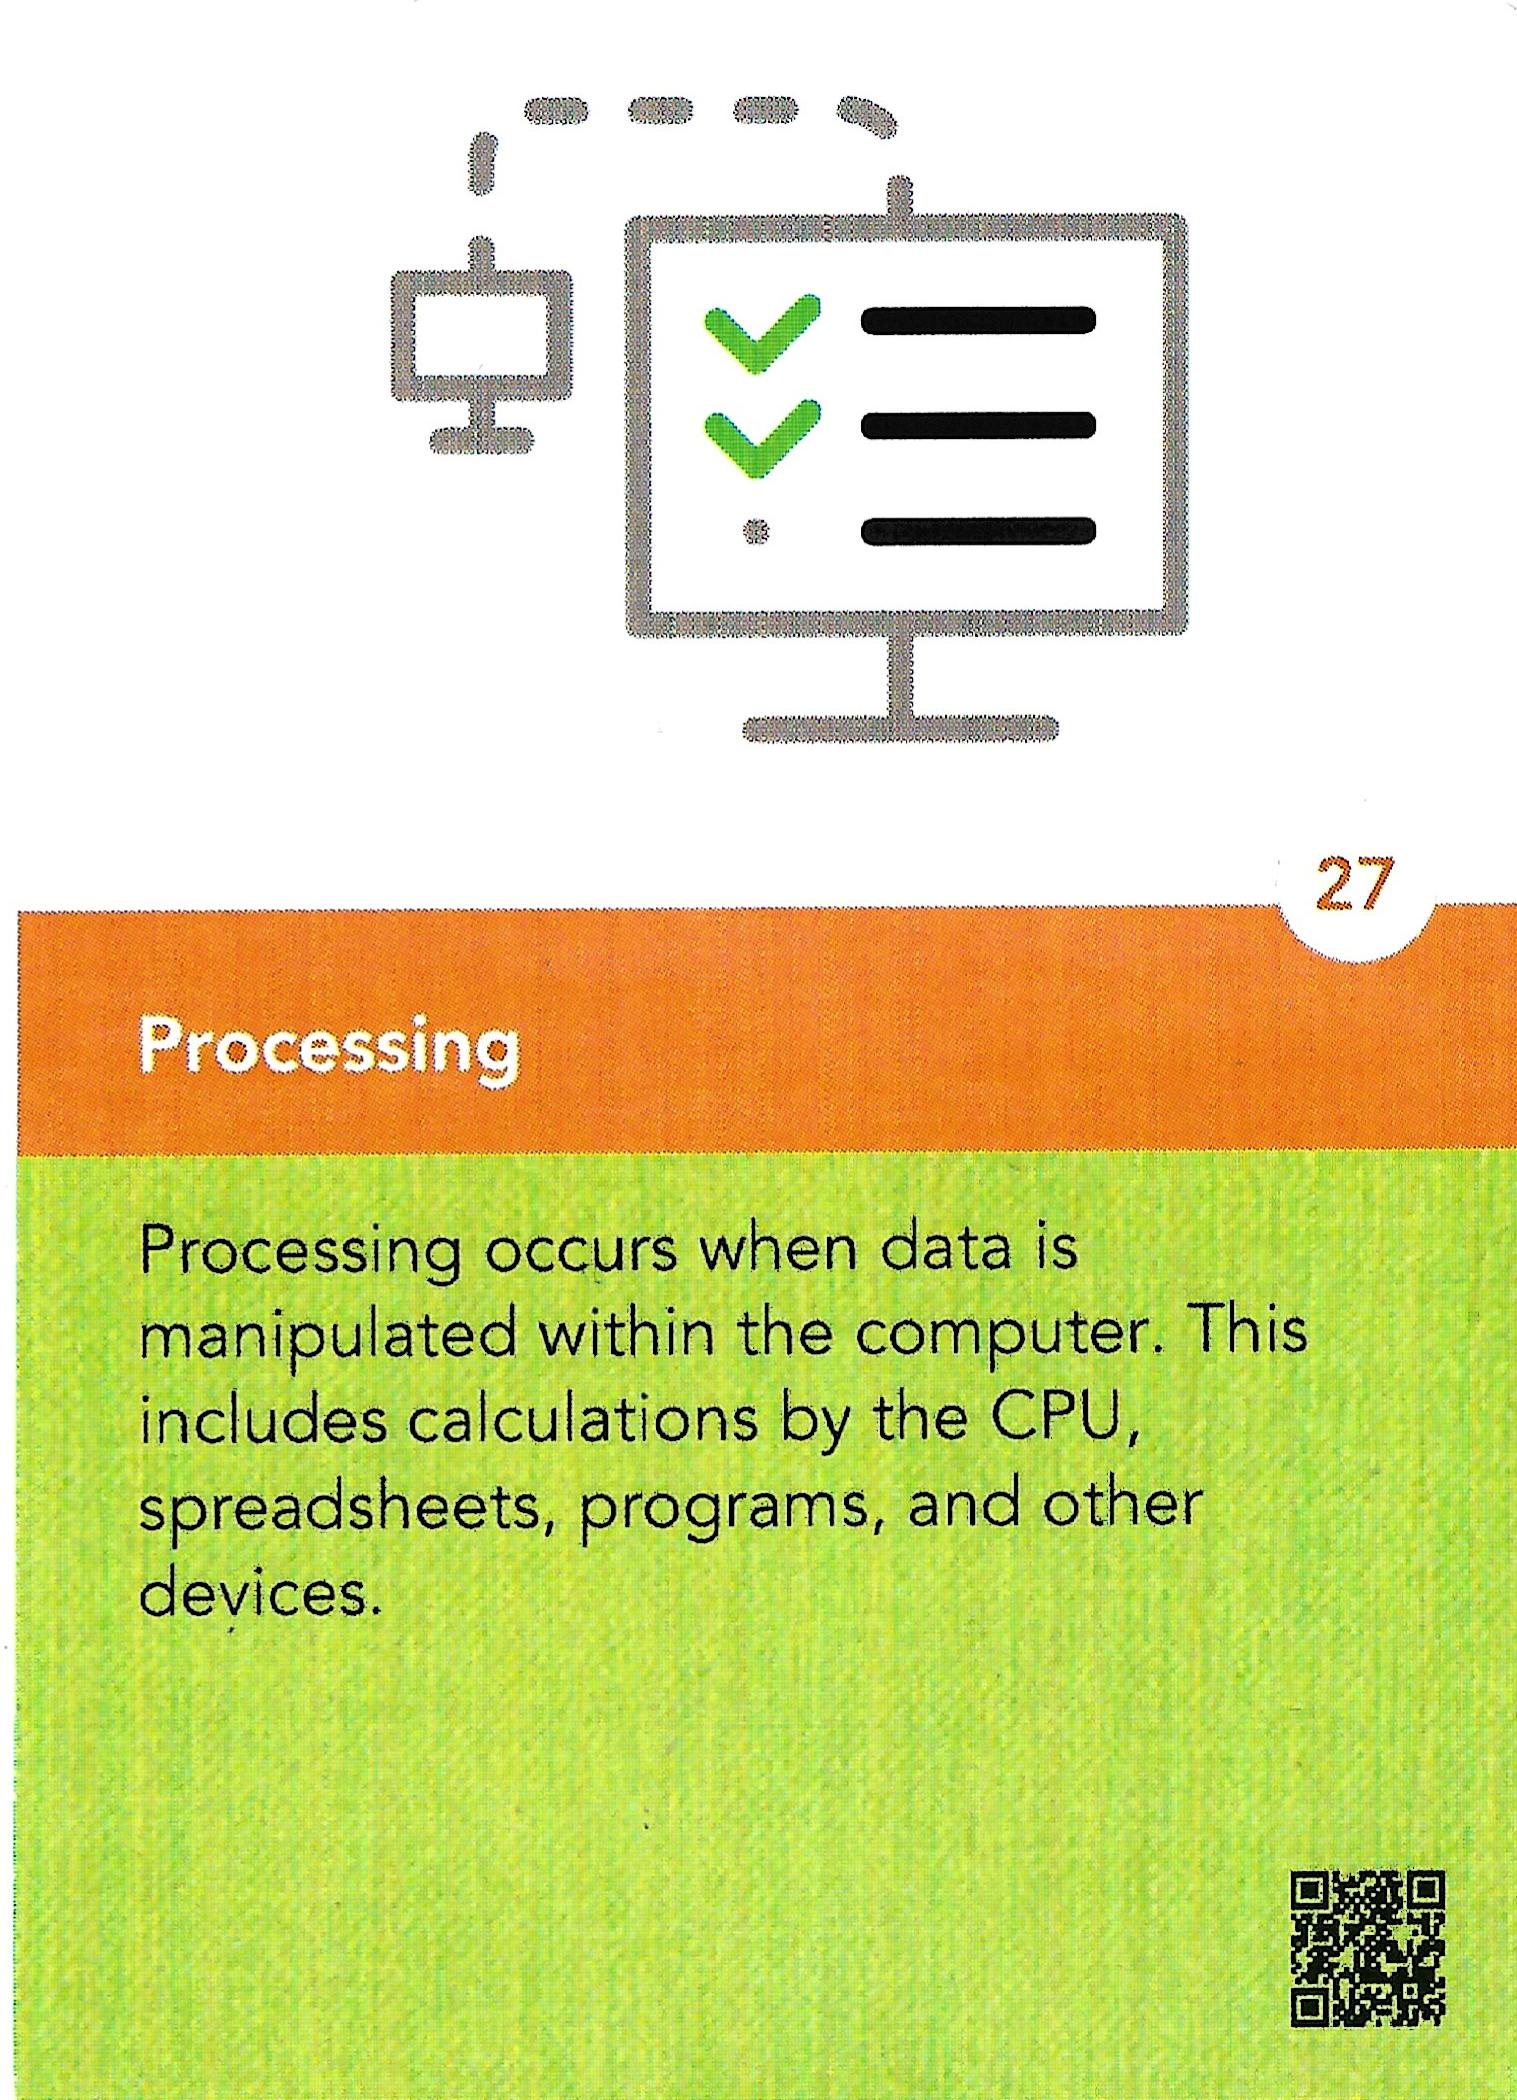 27
Processing
Processing occurs when data is
manipulated within the computer. This
includes calculations by the CPU,
spreadsheets, programs, and other
devices.